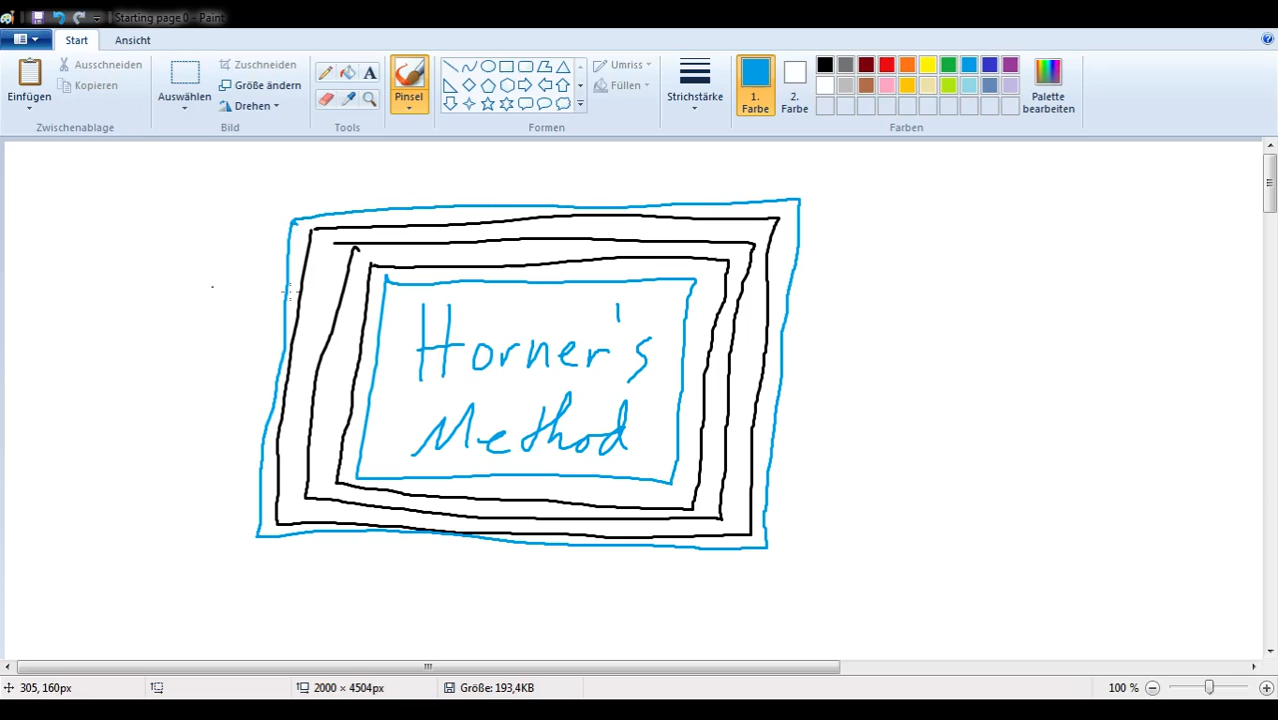 Starting page 0 - Paint
Start
Ansicht
Einfügen
Ausschneiden
Kopieren
Zwischenablage
Auswählen
Zuschneiden
Größe ändern
Drehen
Bild
A
Tools
Pinsel
Umriss
Füllen
Formen
Strichstärke
1.
Farbe
2.
Farbe
Palette
bearbeiten
Farben
Horner's
Method
305, 160px
2000 × 4504px
Größe: 193,4KB
100 %